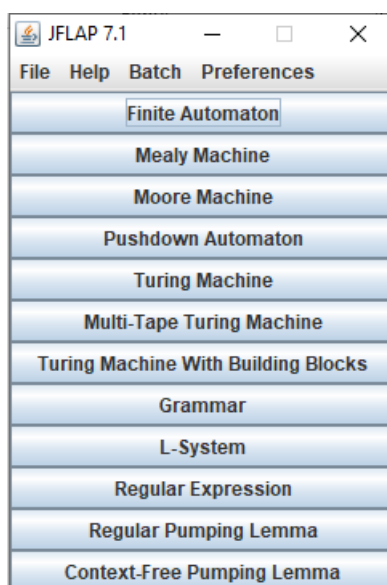 JFLAP 7.1
File Help Batch Preferences
Finite Automaton
Mealy Machine
Moore Machine
Pushdown Automaton
Turing Machine
Multi-Tape Turing Machine
Turing Machine With Building Blocks
Grammar
L-System
Regular Expression
Regular Pumping Lemma
Context-Free Pumping Lemma